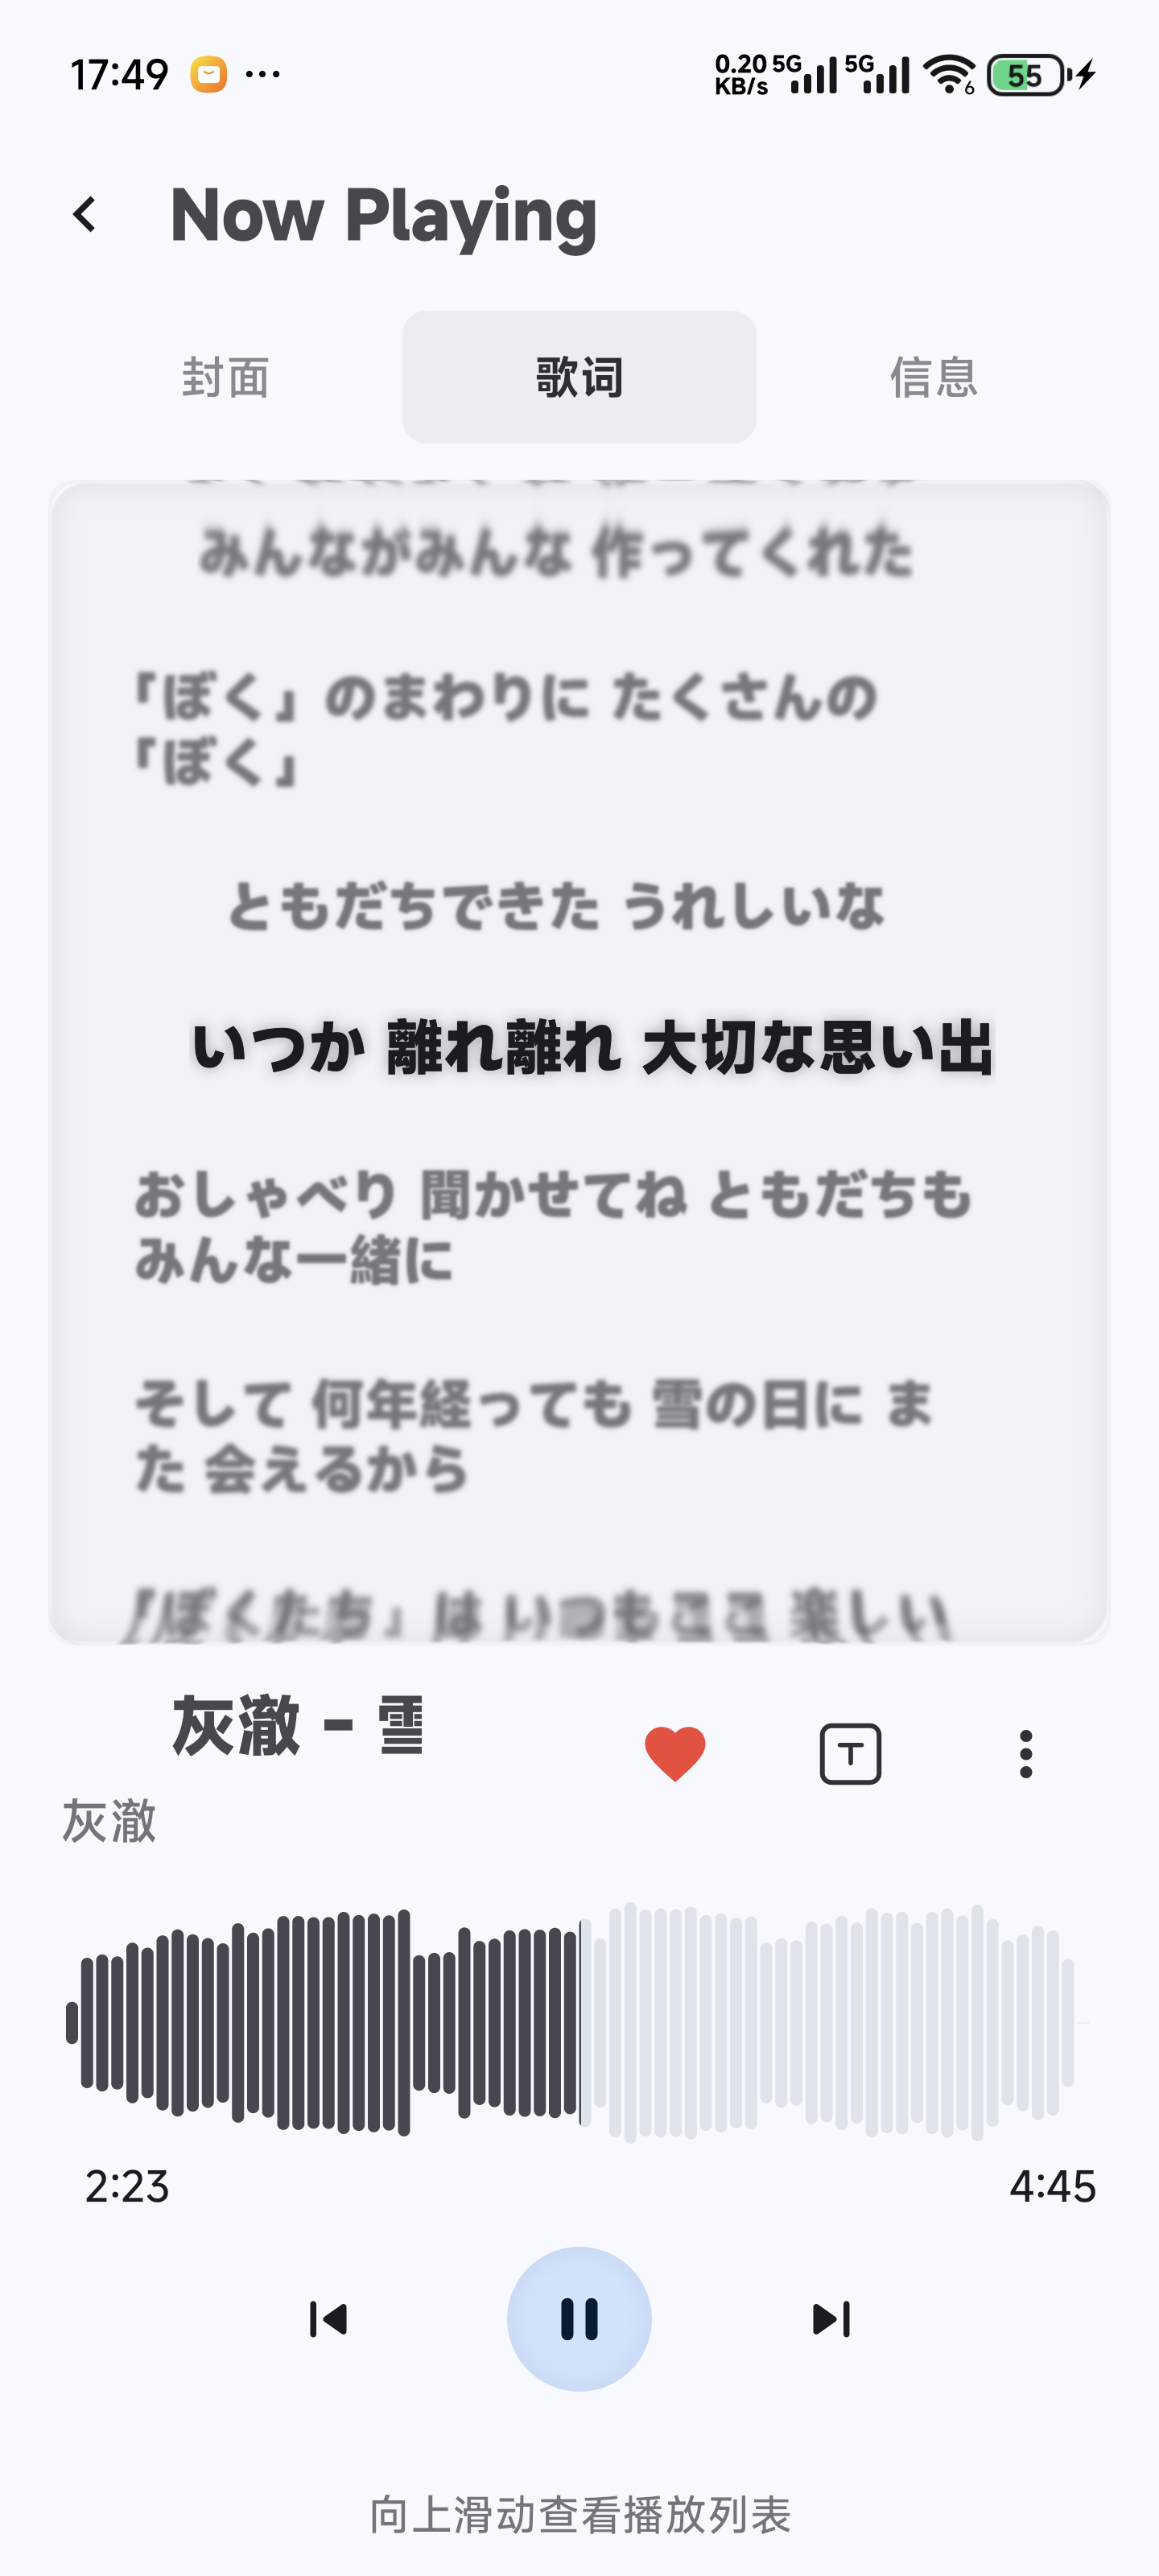 17:49
0.20 KB/s 5G 5G 6 55
Now Playing
封面 歌词 信息
みんながみんな 作ってくれた
『ぼく』のまわりに たくさんの
『ぼく』
ともだちできた うれしいな
いつか 離れ離れ 大切な思い出
おしゃべり 聞かせてね ともだちも
みんな一緒に
そして 何年経っても 雪の日に ま
た 会えるから
『ぼくたち』は いつもここ 楽しい
灰澈 -
灰澈
2:23 4:45
向上滑动查看播放列表